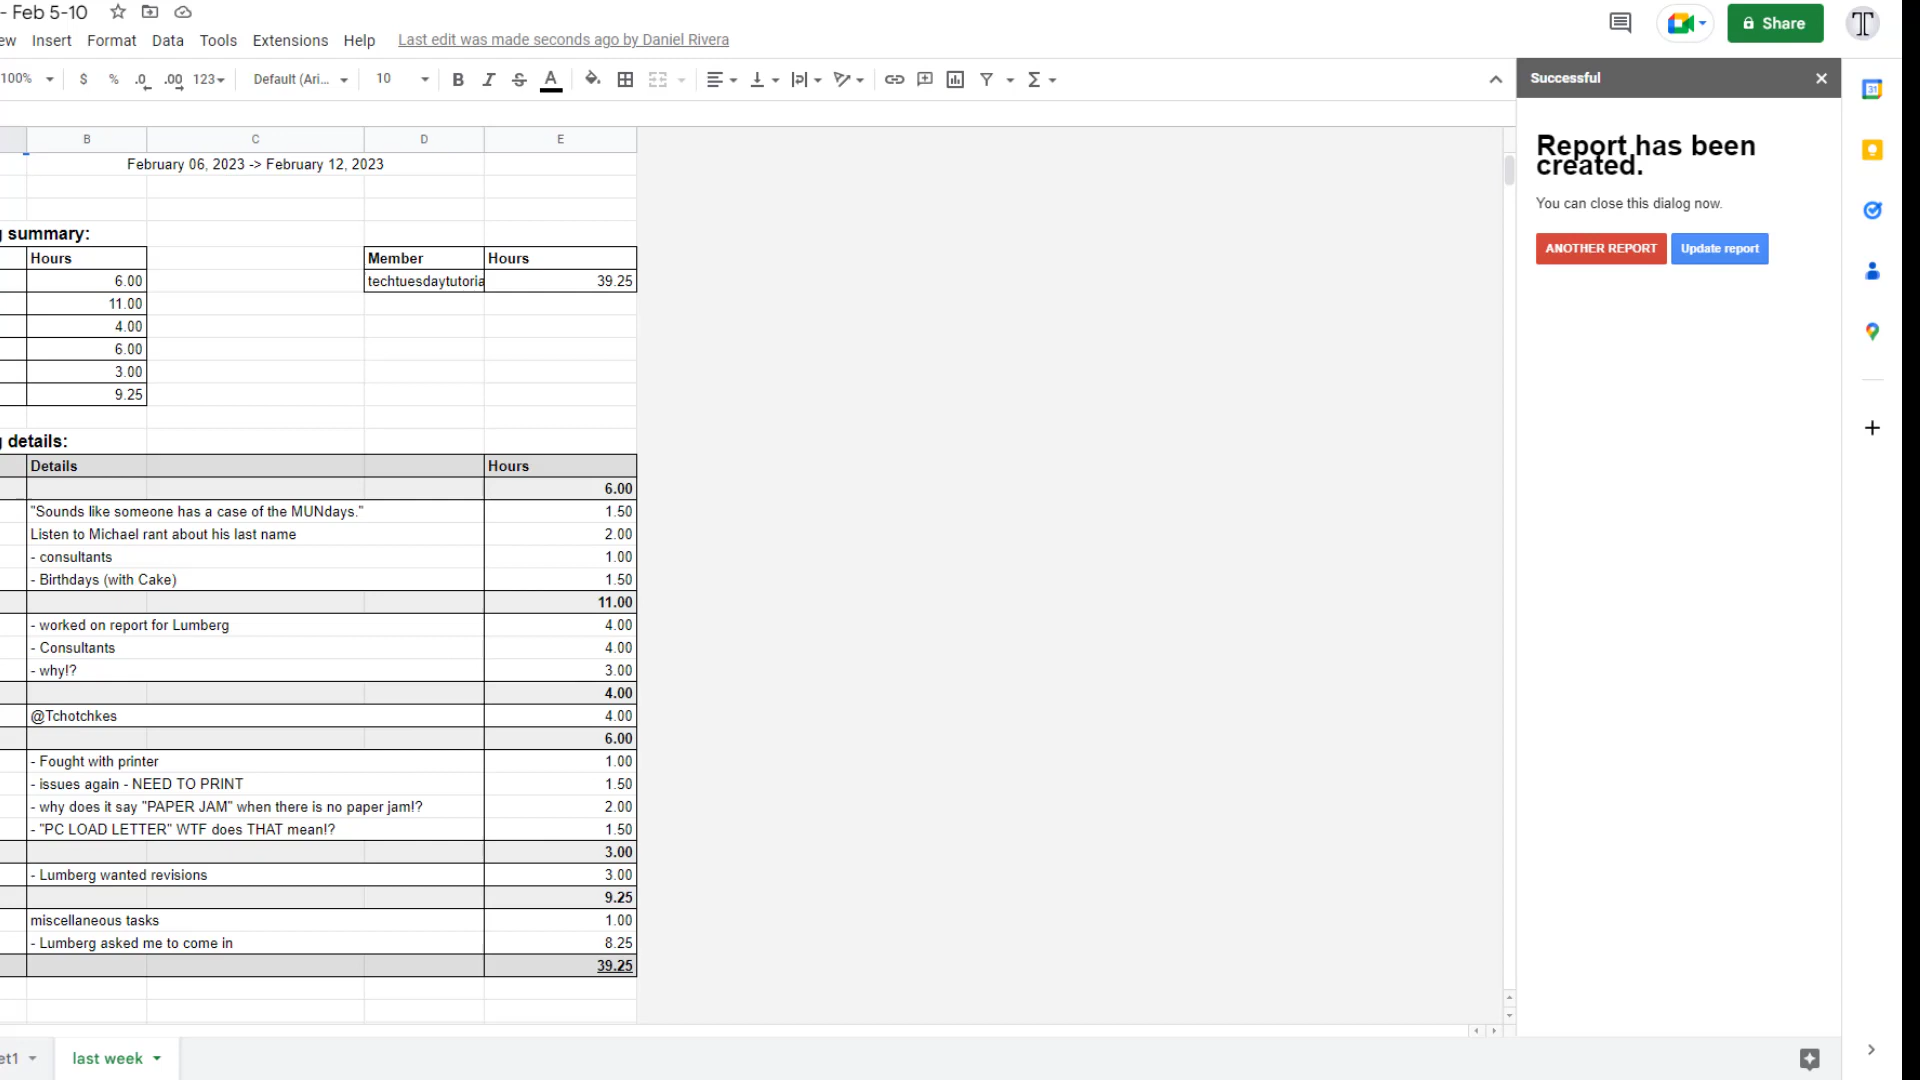 - Feb 5-10
ew Insert Format Data Tools Extensions Help Last edit was made seconds ago by Daniel Rivera
Share
100% $ % .0 .00 123 Default (Ari... 10 B I S A
Successful
Report has been
created.
You can close this dialog now.
ANOTHER REPORT Update report
B C D E
February 06, 2023 -> February 12, 2023
g summary:
Hours Member Hours
6.00 techtuesdaytutoria 39.25
11.00
4.00
6.00
3.00
9.25
g details:
Details Hours
6.00
"Sounds like someone has a case of the MUNdays." 1.50
Listen to Michael rant about his last name 2.00
- consultants 1.00
- Birthdays (with Cake) 1.50
11.00
- worked on report for Lumberg 4.00
- Consultants 4.00
- why!? 3.00
4.00
@Tchotchkes 4.00
6.00
- Fought with printer 1.00
- issues again - NEED TO PRINT 1.50
- why does it say "PAPER JAM" when there is no paper jam!? 2.00
- "PC LOAD LETTER" WTF does THAT mean!? 1.50
3.00
- Lumberg wanted revisions 3.00
9.25
miscellaneous tasks 1.00
- Lumberg asked me to come in 8.25
39.25
et1 last week
31